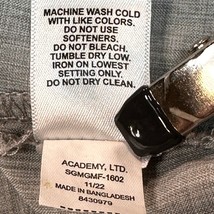 MACHINE WASH COLD
WITH LIKE COLORS.
DO NOT USE
SOFTENERS.
DO NOT BLEACH.
TUMBLE DRY LOW.
IRON ON LOWEST
SETTING ONLY.
DO NOT DRY CLEAN.
ACADEMY, LTD.
SGMGMF-1602
11/22
MADE IN BANGLADESH
8430979